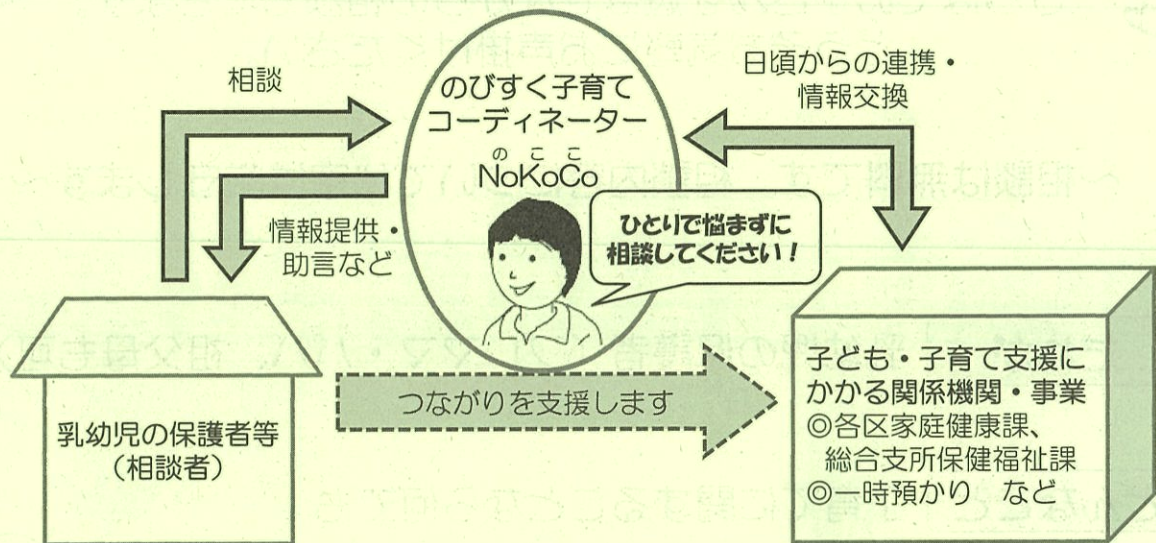 相談
のびすく子育て
コーディネーター
のここ
NoKoCo
日頃からの連携・
情報交換
情報提供・
助言など
ひとりで悩まずに
相談してください!
乳幼児の保護者等
(相談者)
つながりを支援します
子ども・子育て支援に
かかる関係機関・事業
◎各区家庭健康課、
総合支所保健福祉課
◎一時預かり など